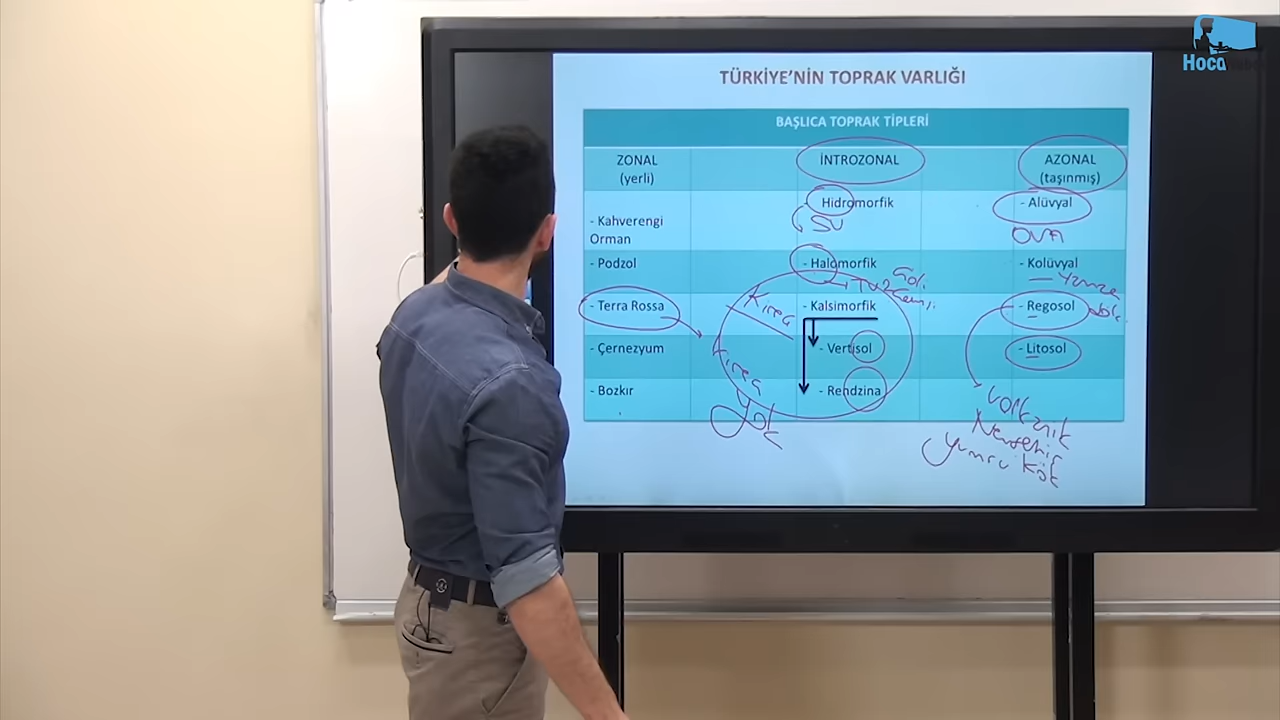 Hoca
TÜRKİYE'NİN TOPRAK VARLIĞI
BAŞLICA TOPRAK TİPLERİ
ZONAL
(yerli)
İNTROZONAL
AZONAL
(taşınmış)
- Kahverengi
Orman
- Hidromorfik
SU
- Alüvyal
OVA
- Podzol
- Halomorfik
- Kolüvyal
- Terra Rossa
Kireç
- Kalsimorfik
- Regosol
- Çernezyum
Kireç
Yok
- Vertisol
- Litosol
- Bozkır
- Rendzina
Volkanik
Nevşehir
Yumru kök